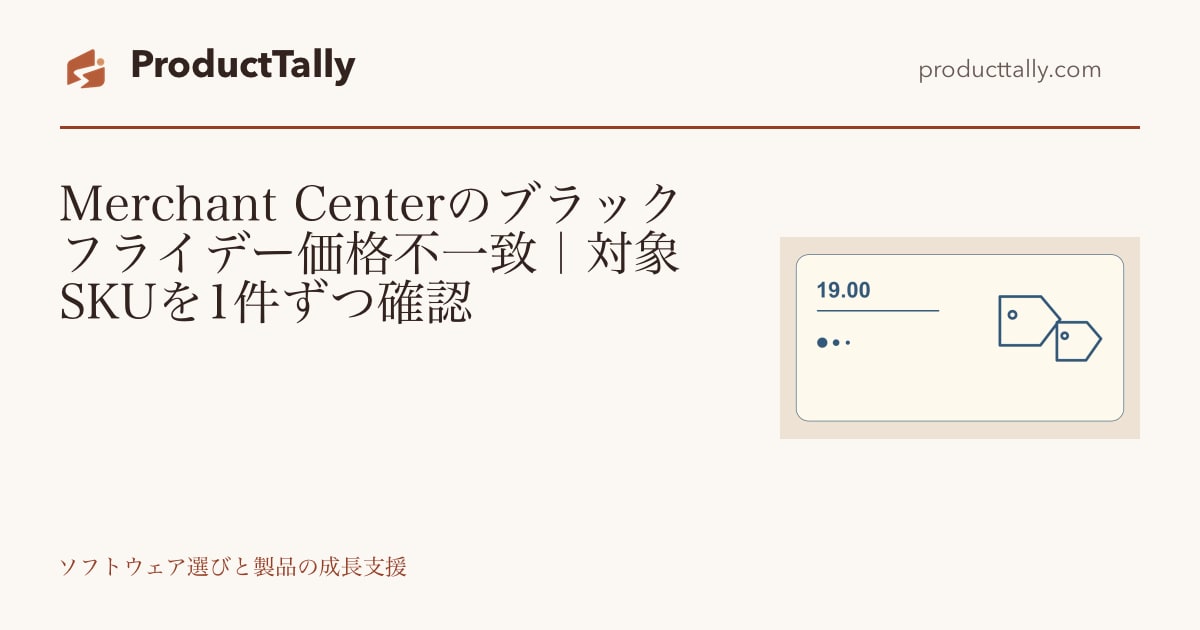 ProductTally
producttally.com
Merchant Centerのブラック
フライデー価格不一致｜対象
SKUを1件ずつ確認
19.00
ソフトウェア選びと製品の成長支援